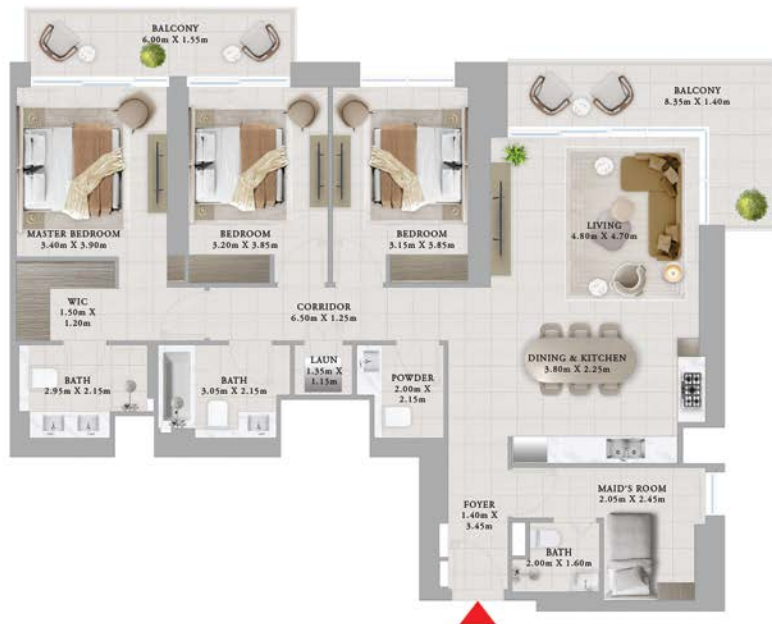 BALCONY
6.00m X 1.55m
BALCONY
8.35m X 1.40m
MASTER BEDROOM
3.40m X 3.90m
BEDROOM
3.20m X 3.85m
BEDROOM
3.15m X 3.85m
LIVING
4.80m X 4.70m
WIC
1.50m X
1.20m
CORRIDOR
6.50m X 1.25m
BATH
2.95m X 2.15m
BATH
3.05m X 2.15m
LAUN
1.35m X
1.15m
POWDER
2.00m X
2.15m
DINING & KITCHEN
3.80m X 2.25m
FOYER
1.40m X
3.45m
MAID'S ROOM
2.05m X 2.45m
BATH
2.00m X 1.60m